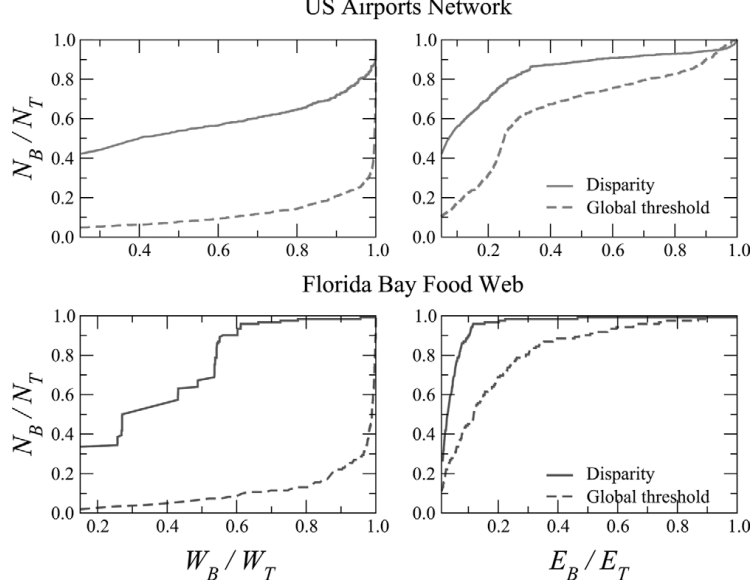 US Airports Network
N_B / N_T
1.0
0.8
0.6
0.4
0.2
0.0
0.4 0.6 0.8 1.0
1.0
0.8
0.6
0.4
0.2
0.0
Disparity
Global threshold
0.2 0.4 0.6 0.8 1.0
Florida Bay Food Web
N_B / N_T
1.0
0.8
0.6
0.4
0.2
0.0
0.2 0.4 0.6 0.8 1.0
W_B / W_T
1.0
0.8
0.6
0.4
0.2
0.0
Disparity
Global threshold
0.2 0.4 0.6 0.8 1.0
E_B / E_T